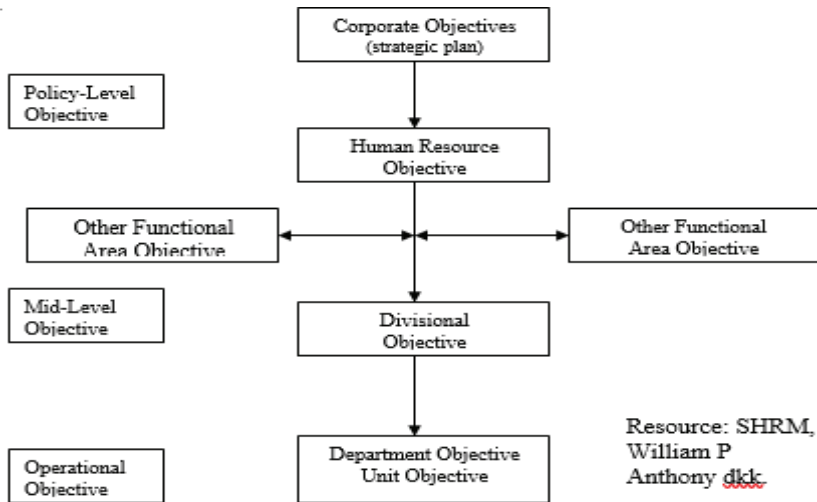 Corporate Objectives
(strategic plan)
Policy-Level
Objective
Human Resource
Objective
Other Functional
Area Objective
Other Functional
Area Objective
Mid-Level
Objective
Divisional
Objective
Department Objective
Unit Objective
Operational
Objective
Resource: SHRM,
William P
Anthony dkk.